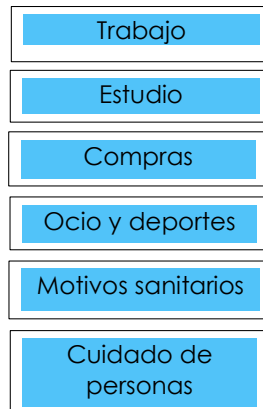 Trabajo
Estudio
Compras
Ocio y deportes
Motivos sanitarios
Cuidado de
personas